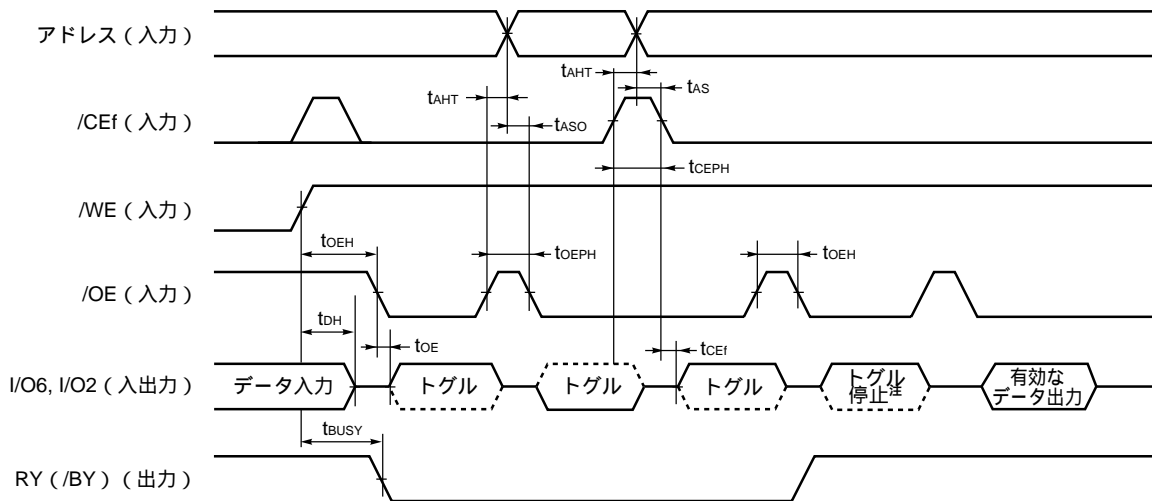 アドレス（入力）
tAHT
tAS
tAHT
/CEf（入力）
tASO
tCEPH
/WE（入力）
tOEH
tOEPH
tOEH
/OE（入力）
tDH
tOE
tCEf
I/O6, I/O2（入出力）
データ入力
トグル
トグル
トグル
トグル
停止注
有効な
データ出力
tBUSY
RY（/BY）（出力）